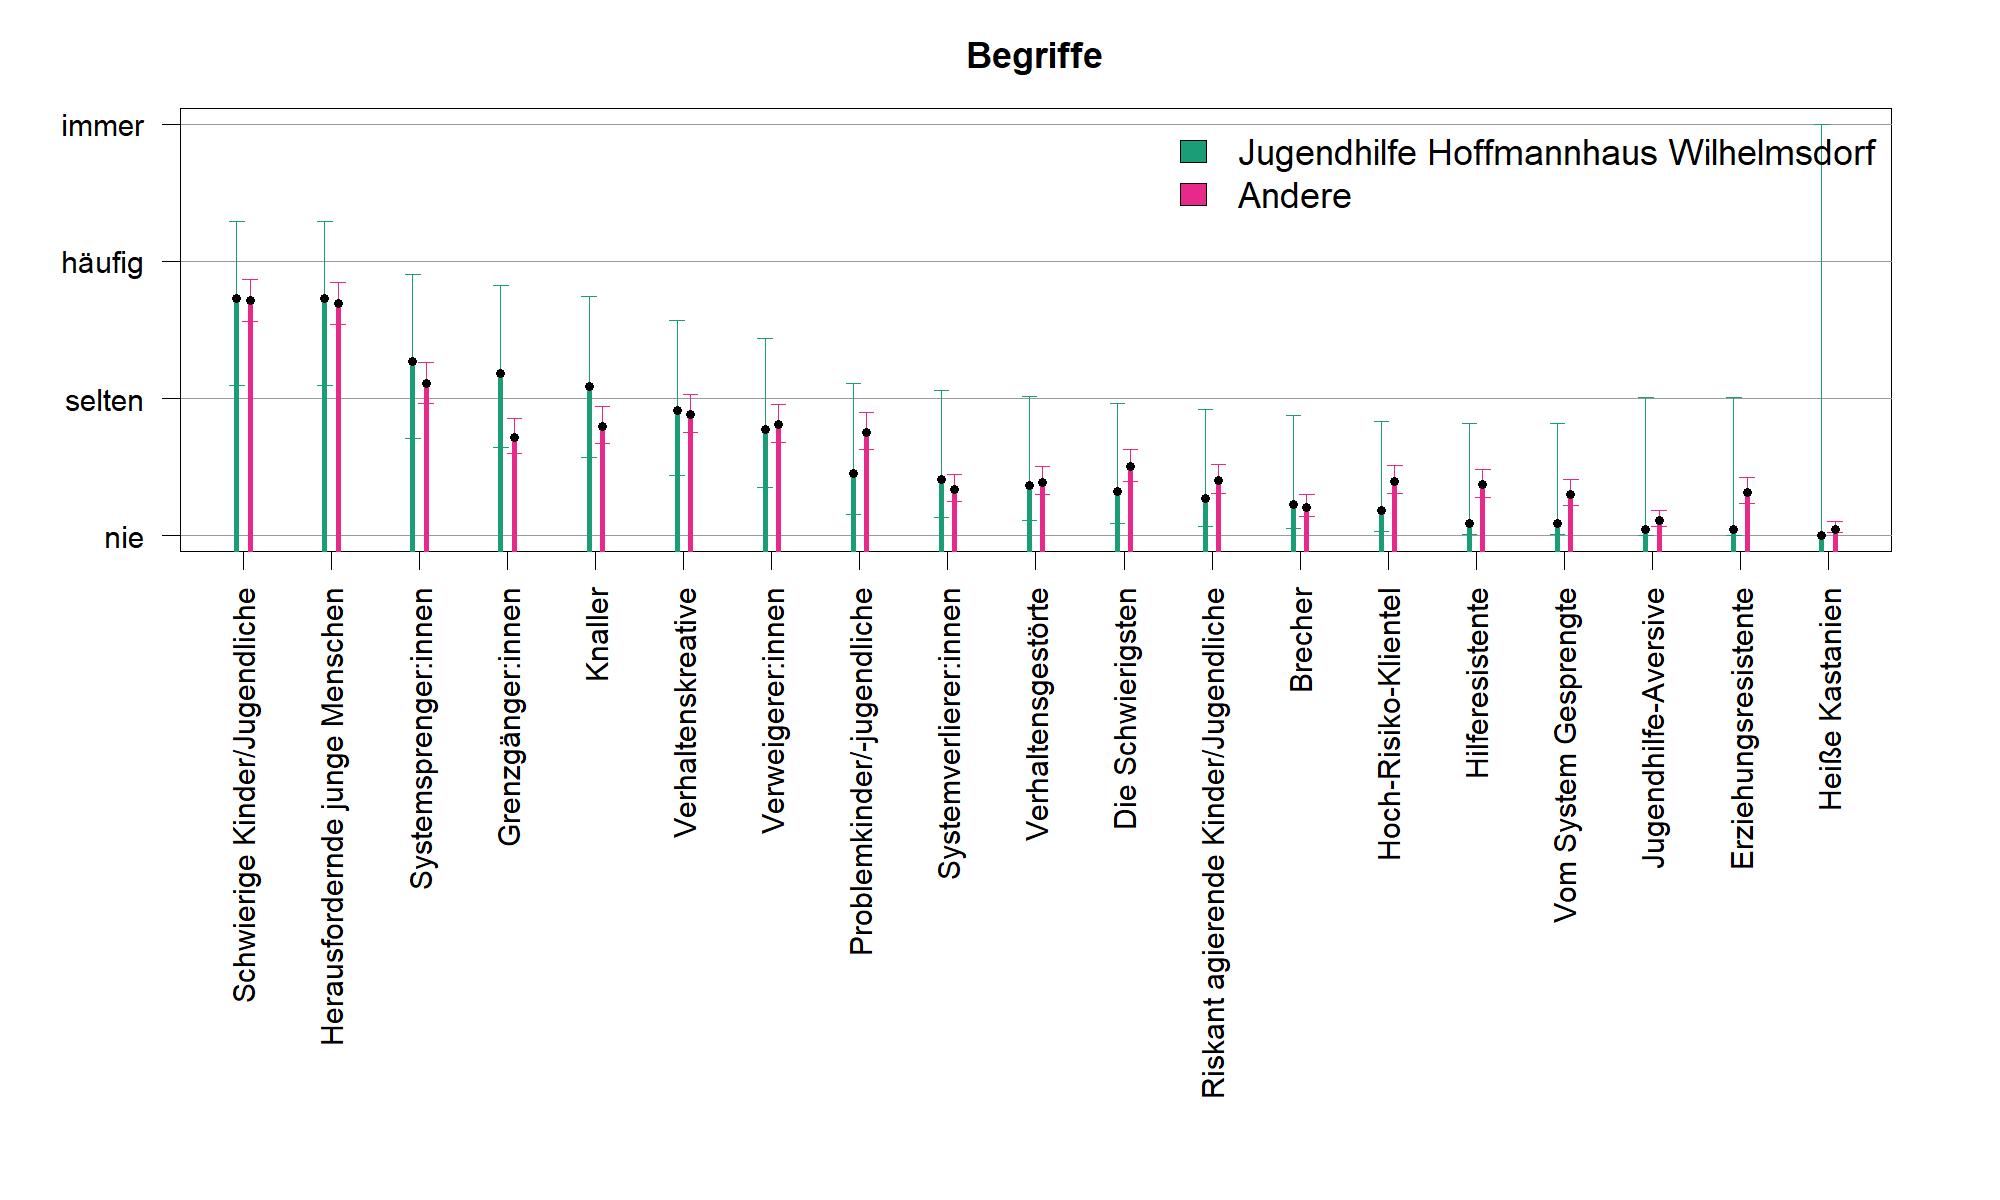 Begriffe
immer
häufig
selten
nie
Jugendhilfe Hoffmannhaus Wilhelmsdorf
Andere
Schwierige Kinder/Jugendliche
Herausfordernde junge Menschen
Systemsprenger:innen
Grenzgänger:innen
Knaller
Verhaltenskreative
Verweigerer:innen
Problemkinder/-jugendliche
Systemverlierer:innen
Verhaltensgestörte
Die Schwierigsten
Riskant agierende Kinder/Jugendliche
Brecher
Hoch-Risiko-Klientel
Hilferesistente
Vom System Gesprengte
Jugendhilfe-Aversive
Erziehungsresistente
Heiße Kastanien